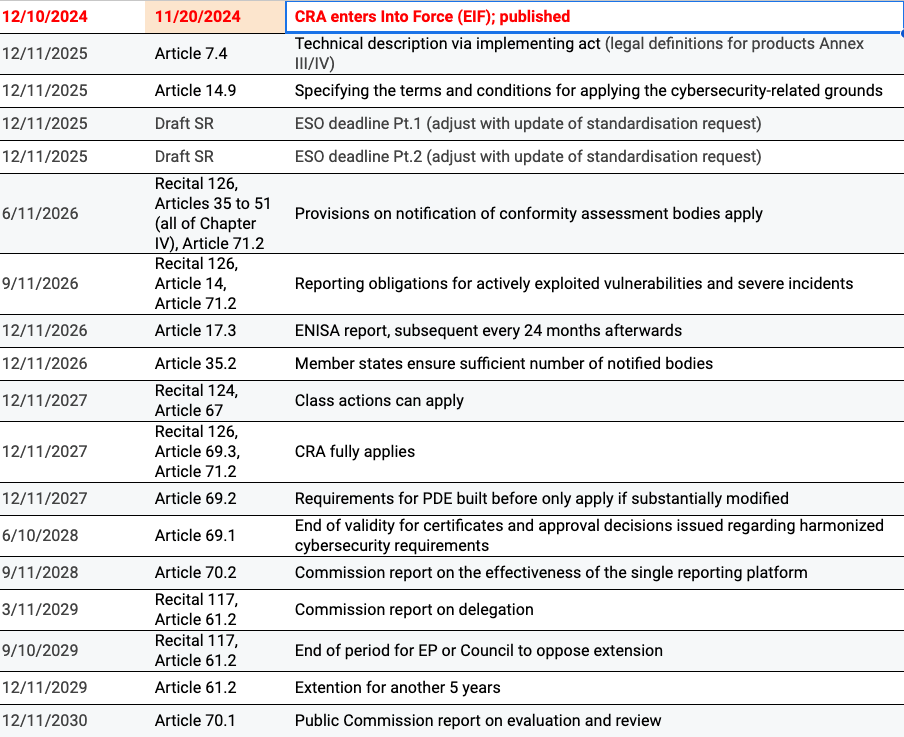 12/10/2024 11/20/2024 CRA enters Into Force (EIF); published
12/11/2025 Article 7.4 Technical description via implementing act (legal definitions for products Annex
III/IV)
12/11/2025 Article 14.9 Specifying the terms and conditions for applying the cybersecurity-related grounds
12/11/2025 Draft SR ESO deadline Pt.1 (adjust with update of standardisation request)
12/11/2025 Draft SR ESO deadline Pt.2 (adjust with update of standardisation request)
6/11/2026 Recital 126,
Articles 35 to 51
(all of Chapter
IV), Article 71.2 Provisions on notification of conformity assessment bodies apply
9/11/2026 Recital 126,
Article 14,
Article 71.2 Reporting obligations for actively exploited vulnerabilities and severe incidents
12/11/2026 Article 17.3 ENISA report, subsequent every 24 months afterwards
12/11/2026 Article 35.2 Member states ensure sufficient number of notified bodies
12/11/2027 Recital 124,
Article 67 Class actions can apply
12/11/2027 Recital 126,
Article 69.3,
Article 71.2 CRA fully applies
12/11/2027 Article 69.2 Requirements for PDE built before only apply if substantially modified
6/10/2028 Article 69.1 End of validity for certificates and approval decisions issued regarding harmonized
cybersecurity requirements
9/11/2028 Article 70.2 Commission report on the effectiveness of the single reporting platform
3/11/2029 Recital 117,
Article 61.2 Commission report on delegation
9/10/2029 Recital 117,
Article 61.2 End of period for EP or Council to oppose extension
12/11/2029 Article 61.2 Extention for another 5 years
12/11/2030 Article 70.1 Public Commission report on evaluation and review